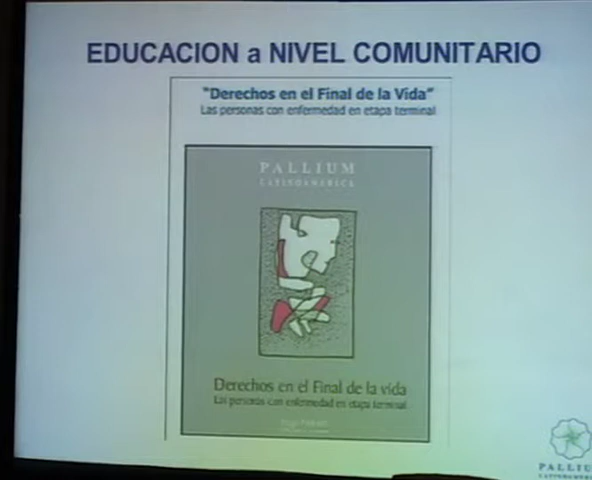 EDUCACION a NIVEL COMUNITARIO
"Derechos en el Final de la Vida"
Las personas con enfermedad en etapa terminal
PALLIUM
LATINOAMERICA
Derechos en el Final de la vida
Las personas con enfermedad en etapa terminal
PALLIU